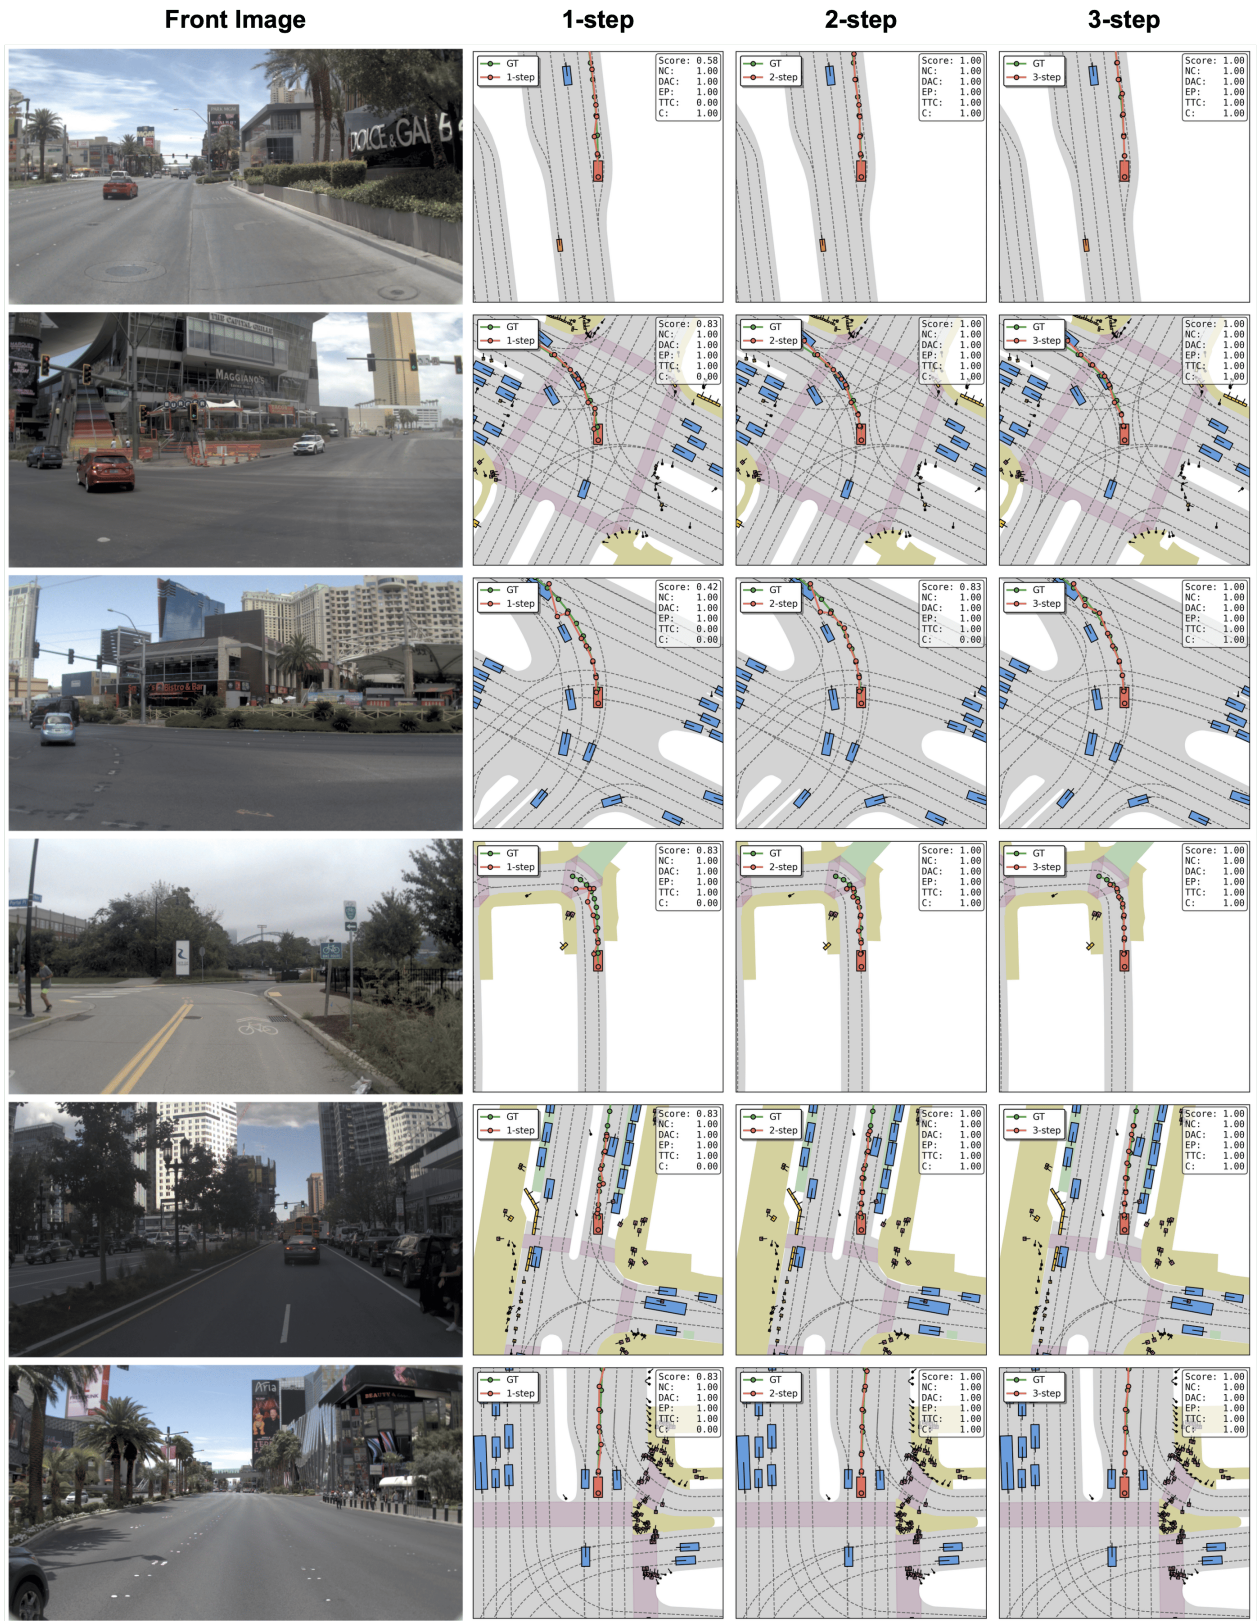 Front Image
1-step
2-step
3-step
DOLCE & GAB
GT
1-step
Score: 0.58
NC: 1.00
DAC: 1.00
EP: 1.00
TTC: 0.00
C: 1.00
GT
2-step
Score: 1.00
NC: 1.00
DAC: 1.00
EP: 1.00
TTC: 1.00
C: 1.00
GT
3-step
Score: 1.00
NC: 1.00
DAC: 1.00
EP: 1.00
TTC: 1.00
C: 1.00
THE CAPITAL GRILLE
MAGGIANO'S
GT
1-step
Score: 0.83
NC: 1.00
DAC: 1.00
EP: 1.00
TTC: 1.00
C: 0.00
GT
2-step
Score: 1.00
NC: 1.00
DAC: 1.00
EP: 1.00
TTC: 1.00
C: 1.00
GT
3-step
Score: 1.00
NC: 1.00
DAC: 1.00
EP: 1.00
TTC: 1.00
C: 1.00
Bistro & Bar
GT
1-step
Score: 0.42
NC: 1.00
DAC: 1.00
EP: 1.00
TTC: 0.00
C: 0.00
GT
2-step
Score: 0.83
NC: 1.00
DAC: 1.00
EP: 1.00
TTC: 1.00
C: 0.00
GT
3-step
Score: 1.00
NC: 1.00
DAC: 1.00
EP: 1.00
TTC: 1.00
C: 1.00
GT
1-step
Score: 0.83
NC: 1.00
DAC: 1.00
EP: 1.00
TTC: 1.00
C: 0.00
GT
2-step
Score: 1.00
NC: 1.00
DAC: 1.00
EP: 1.00
TTC: 1.00
C: 1.00
GT
3-step
Score: 1.00
NC: 1.00
DAC: 1.00
EP: 1.00
TTC: 1.00
C: 1.00
GT
1-step
Score: 0.83
NC: 1.00
DAC: 1.00
EP: 1.00
TTC: 1.00
C: 0.00
GT
2-step
Score: 1.00
NC: 1.00
DAC: 1.00
EP: 1.00
TTC: 1.00
C: 1.00
GT
3-step
Score: 1.00
NC: 1.00
DAC: 1.00
EP: 1.00
TTC: 1.00
C: 1.00
Aria
BEAUTY &
GT
1-step
Score: 0.83
NC: 1.00
DAC: 1.00
EP: 1.00
TTC: 1.00
C: 0.00
GT
2-step
Score: 1.00
NC: 1.00
DAC: 1.00
EP: 1.00
TTC: 1.00
C: 1.00
GT
3-step
Score: 1.00
NC: 1.00
DAC: 1.00
EP: 1.00
TTC: 1.00
C: 1.00